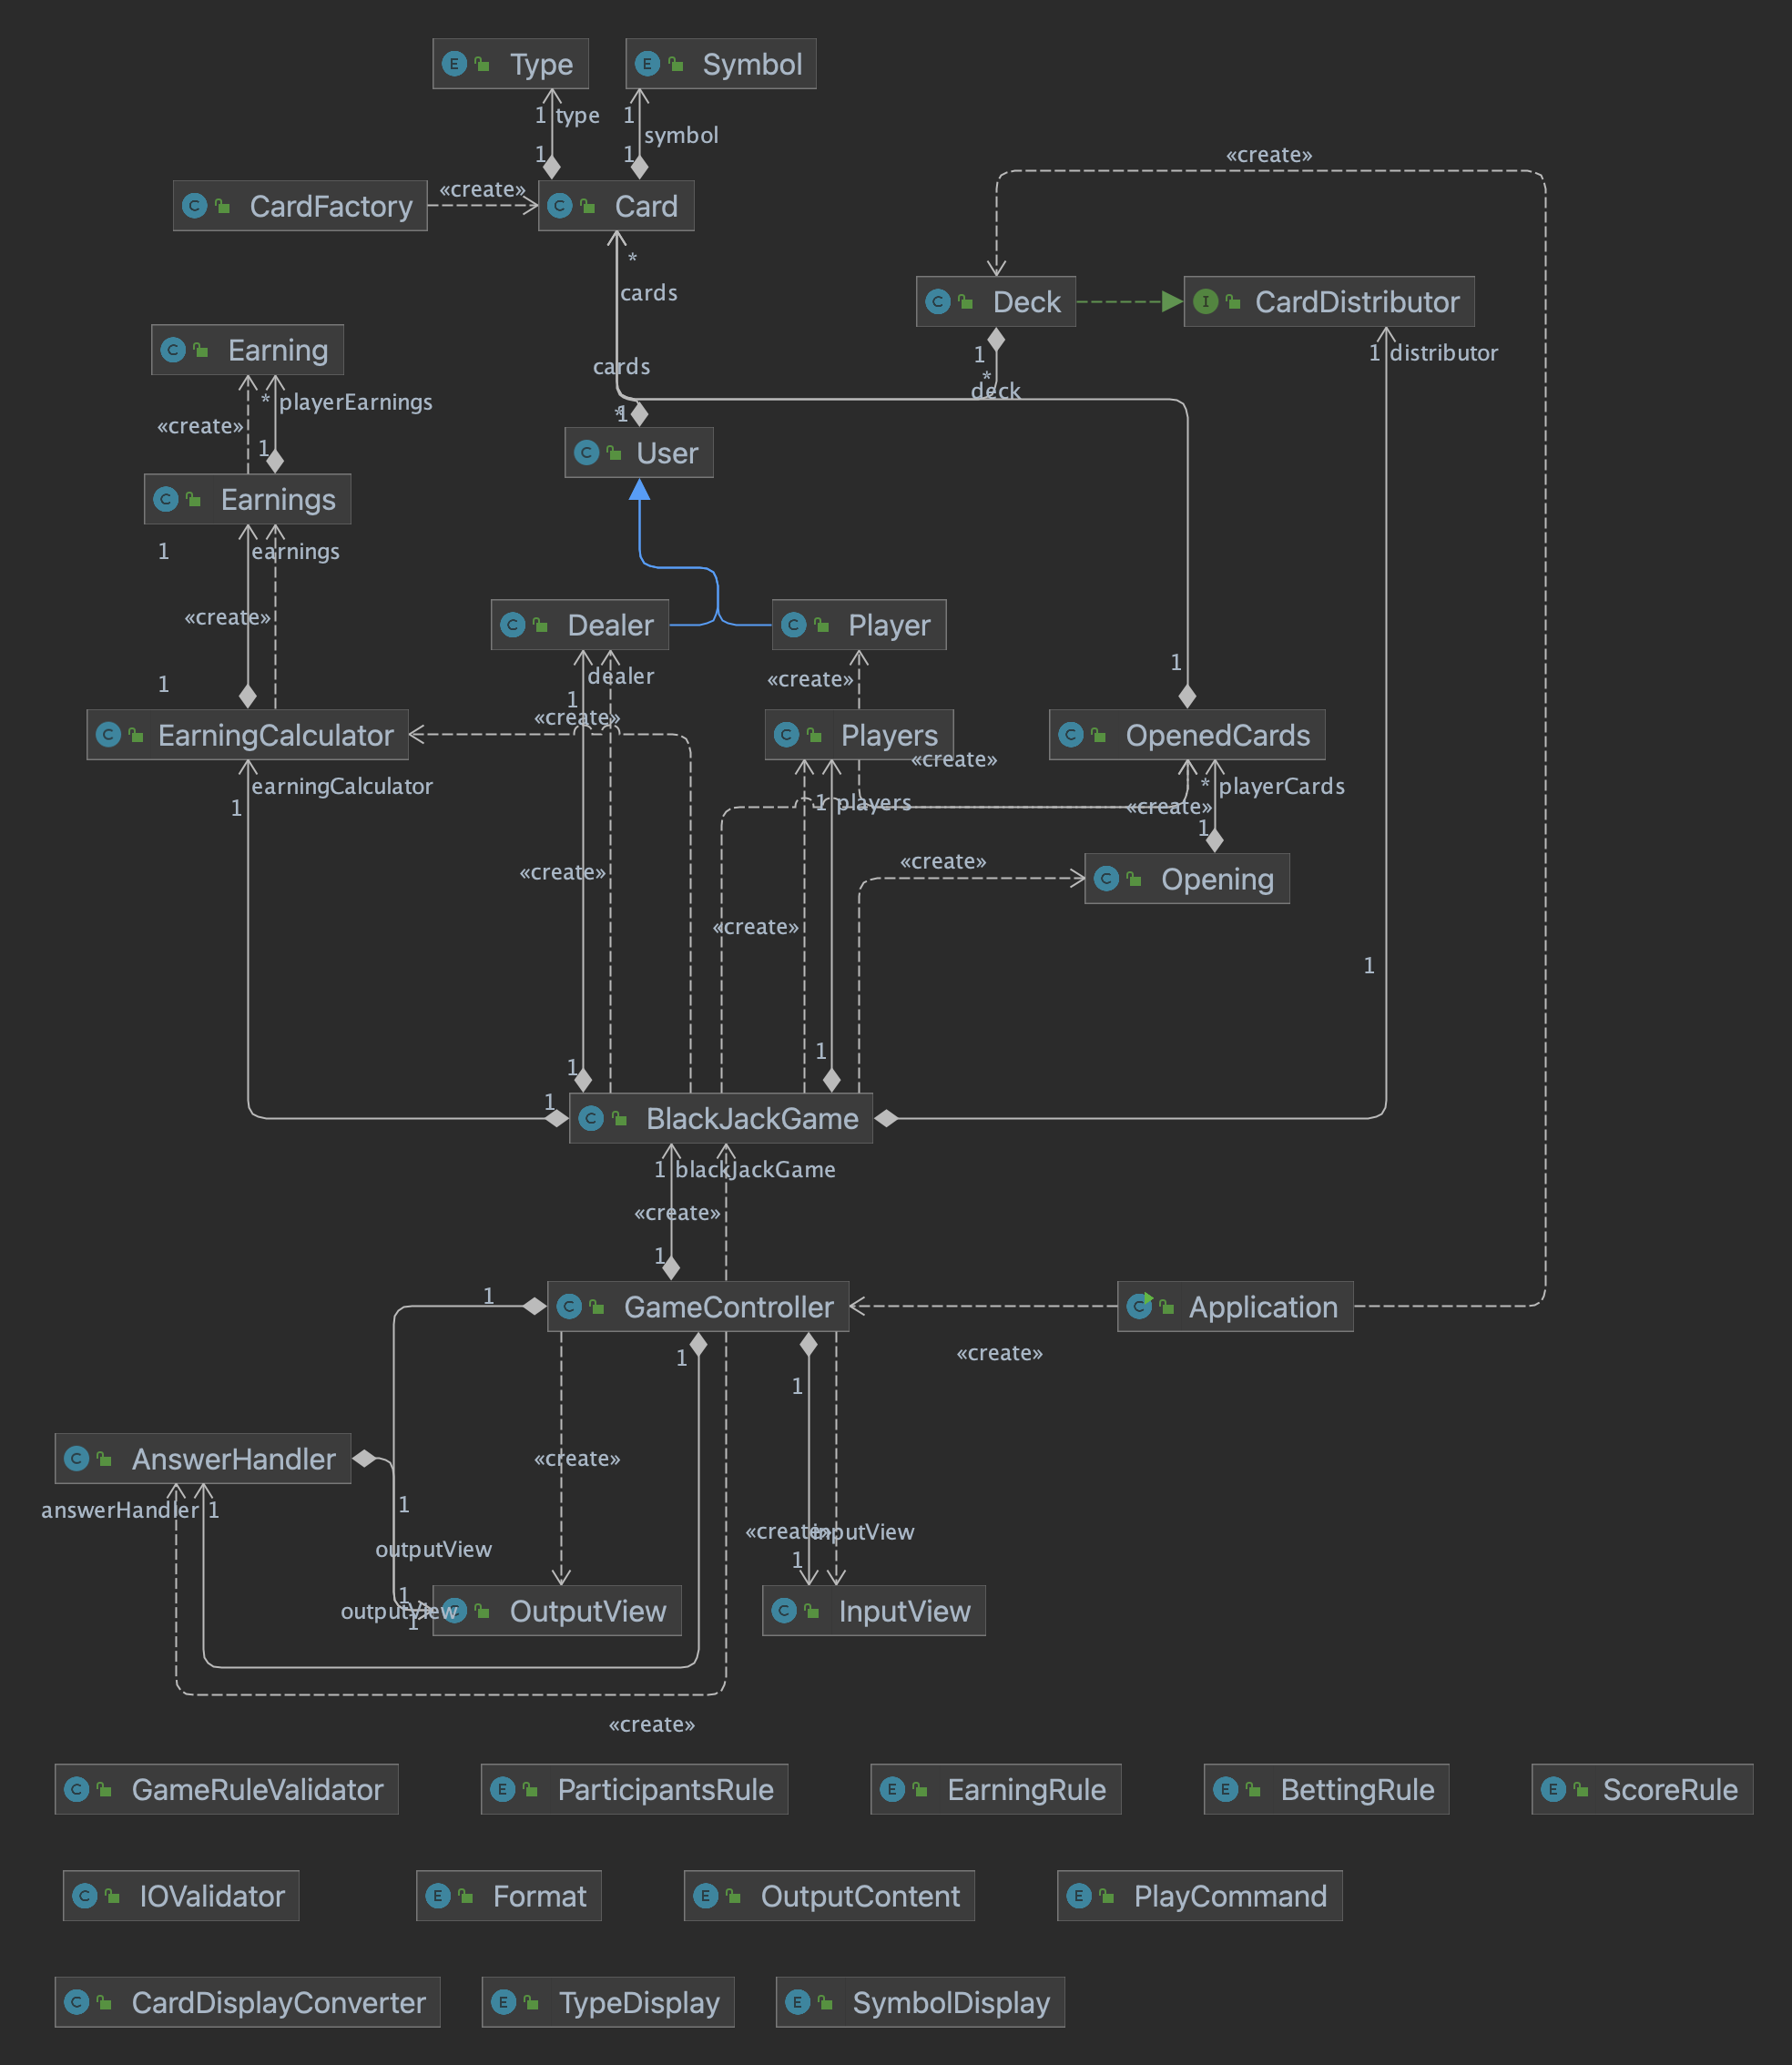 Type
Symbol
1 type
1
symbol
1
1
«create»
CardFactory
«create»
Card
*
cards
Deck
CardDistributor
Earning
1
*
deck
1 distributor
cards
* playerEarnings
«create»
1
*
1
User
Earnings
1
earnings
«create»
Dealer
Player
1
dealer
«create»
1
1
1
«create»
EarningCalculator
Players
OpenedCards
«create»
earningCalculator
* playerCards
1
1 players
«create»
1
«create»
Opening
«create»
«create»
1
1
1
1
BlackJackGame
1 blackJackGame
«create»
1
1
GameController
Application
1
«create»
1
AnswerHandler
«create»
answerHandler 1
1
«create»
inputView
outputView
1
1
outputView
1
OutputView
InputView
«create»
GameRuleValidator
ParticipantsRule
EarningRule
BettingRule
ScoreRule
IOValidator
Format
OutputContent
PlayCommand
CardDisplayConverter
TypeDisplay
SymbolDisplay